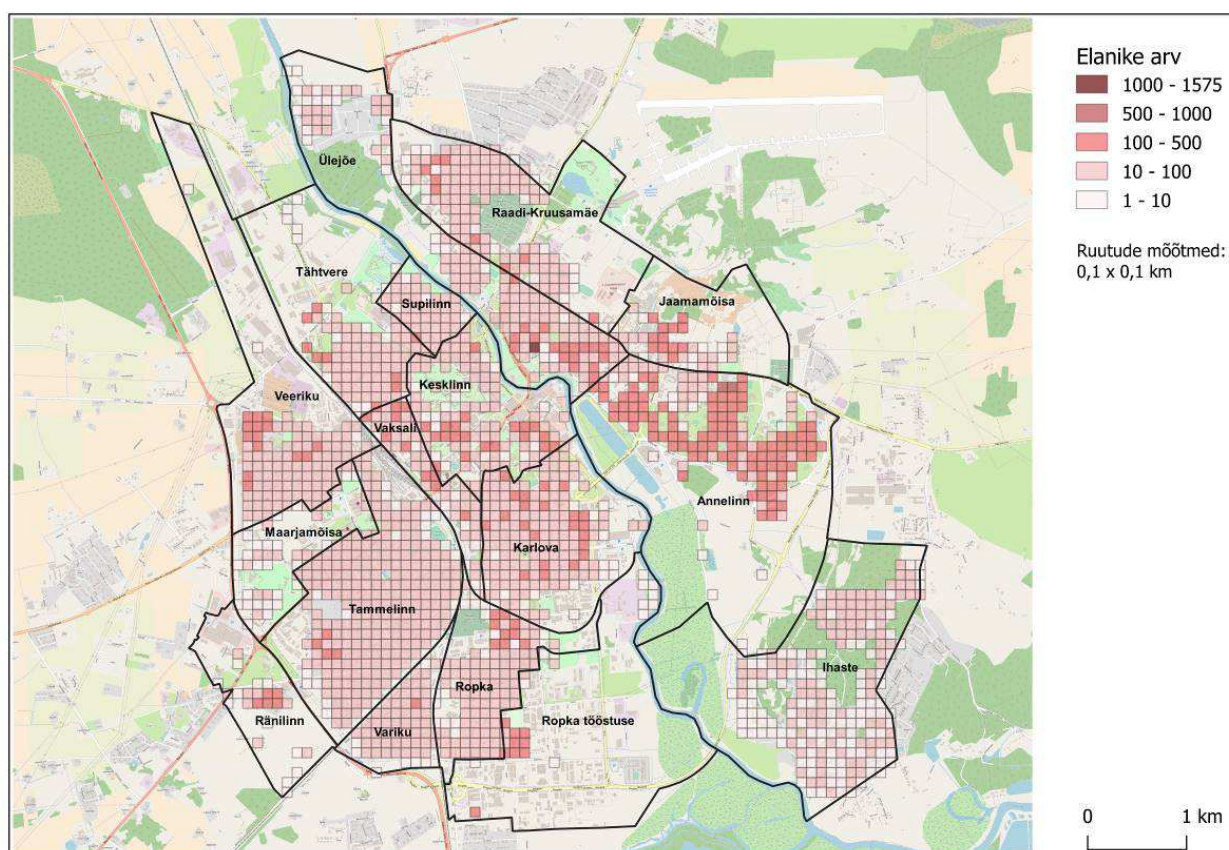 Elanike arv
1000 - 1575
500 - 1000
100 - 500
10 - 100
1 - 10
Ruutude mõõtmed:
0,1 x 0,1 km
Ülejõe
Raadi-Kruusamäe
Tähtvere
Supilinn
Jaamamõisa
Kesklinn
Veeriku
Vaksali
Annelinn
Maarjamõisa
Karlova
Tammelinn
Ihaste
Ropka
Ränilinn
Ropka tööstuse
Variku
0
1 km